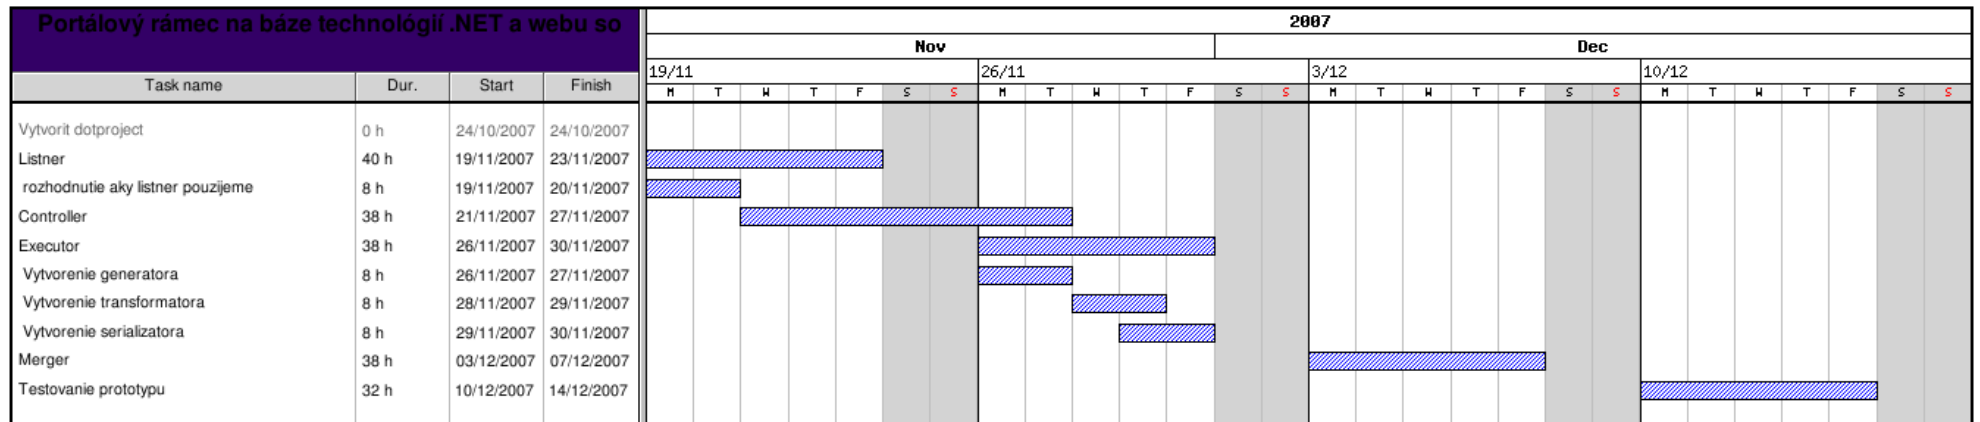 Portálový rámec na báze technológií .NET a webu so
2007
Nov Dec
19/11 26/11 3/12 10/12
Task name Dur. Start Finish
M T W T F S S M T W T F S S M T W T F S S M T W T F S S
Vytvorit dotproject 0 h 24/10/2007 24/10/2007
Listner 40 h 19/11/2007 23/11/2007
rozhodnutie aky listner pouzijeme 8 h 19/11/2007 20/11/2007
Controller 38 h 21/11/2007 27/11/2007
Executor 38 h 26/11/2007 30/11/2007
Vytvorenie generatora 8 h 26/11/2007 27/11/2007
Vytvorenie transformatora 8 h 28/11/2007 29/11/2007
Vytvorenie serializatora 8 h 29/11/2007 30/11/2007
Merger 38 h 03/12/2007 07/12/2007
Testovanie prototypu 32 h 10/12/2007 14/12/2007